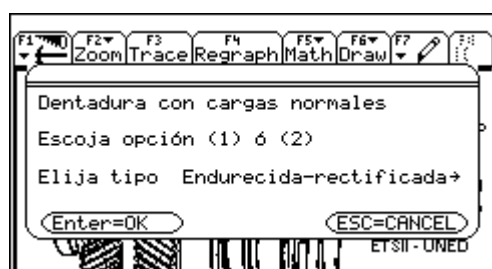 F1 F2 F3 F4 F5 F6 F7
Zoom Trace Regraph Math Draw
Dentadura con cargas normales
Escoja opción (1) ó (2)
Elija tipo Endurecida-rectificada→
Enter=OK ESC=CANCEL
ETSII - UNED